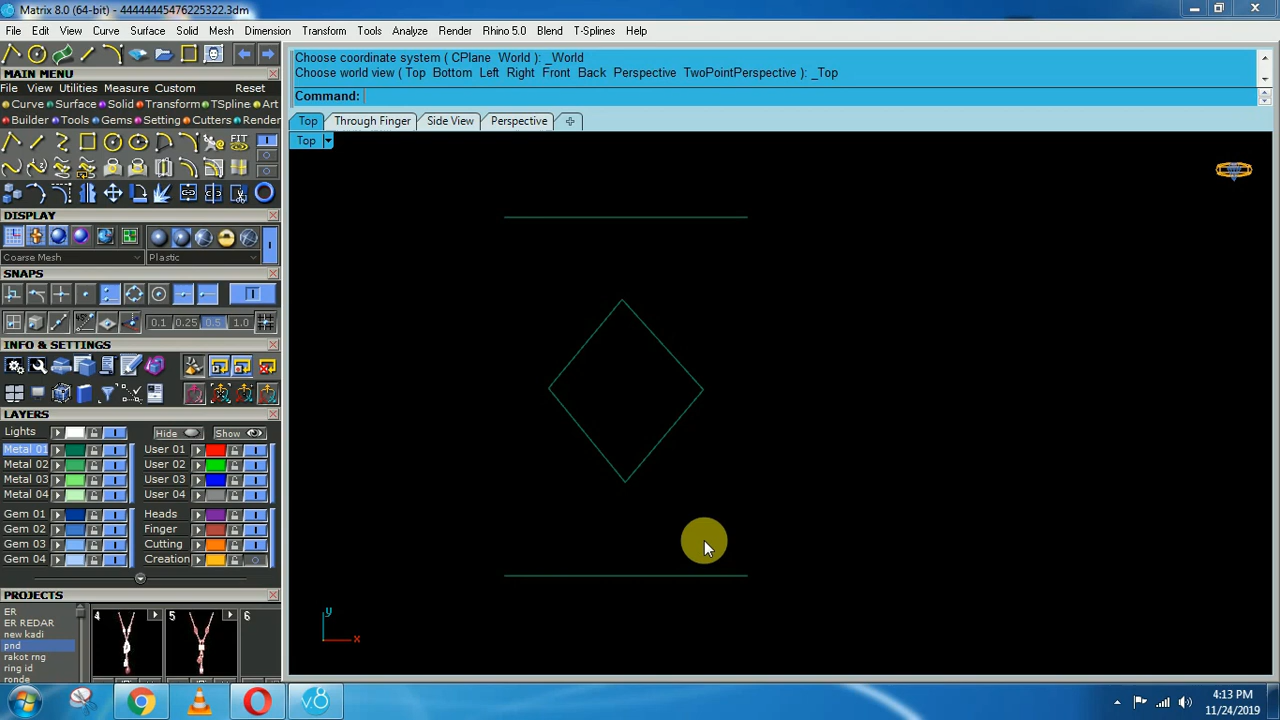 Matrix 8.0 (64-bit) - 44444445476225322.3dm
File Edit View Curve Surface Solid Mesh Dimension Transform Tools Analyze Render Rhino 5.0 Blend T-Splines Help
Choose coordinate system ( CPlane World ): _World
Choose world view ( Top Bottom Left Right Front Back Perspective TwoPointPerspective ): _Top
Command:
Top Through Finger Side View Perspective
Top
MAIN MENU
File View Utilities Measure Custom Reset
Curve Surface Solid Transform TSpline Art
Builder Tools Gems Setting Cutters Render
FIT
DISPLAY
Coarse Mesh Plastic
SNAPS
0.1 0.25 0.5 1.0
INFO & SETTINGS
LAYERS
Lights Hide Show
Metal 01 User 01
Metal 02 User 02
Metal 03 User 03
Metal 04 User 04
Gem 01 Heads
Gem 02 Finger
Gem 03 Cutting
Gem 04 Creation
PROJECTS
ER
ER REDAR
new kadi
pnd
rakot rng
ring id
ronde
4 5 6
y
x
v8
4:13 PM
11/24/2019